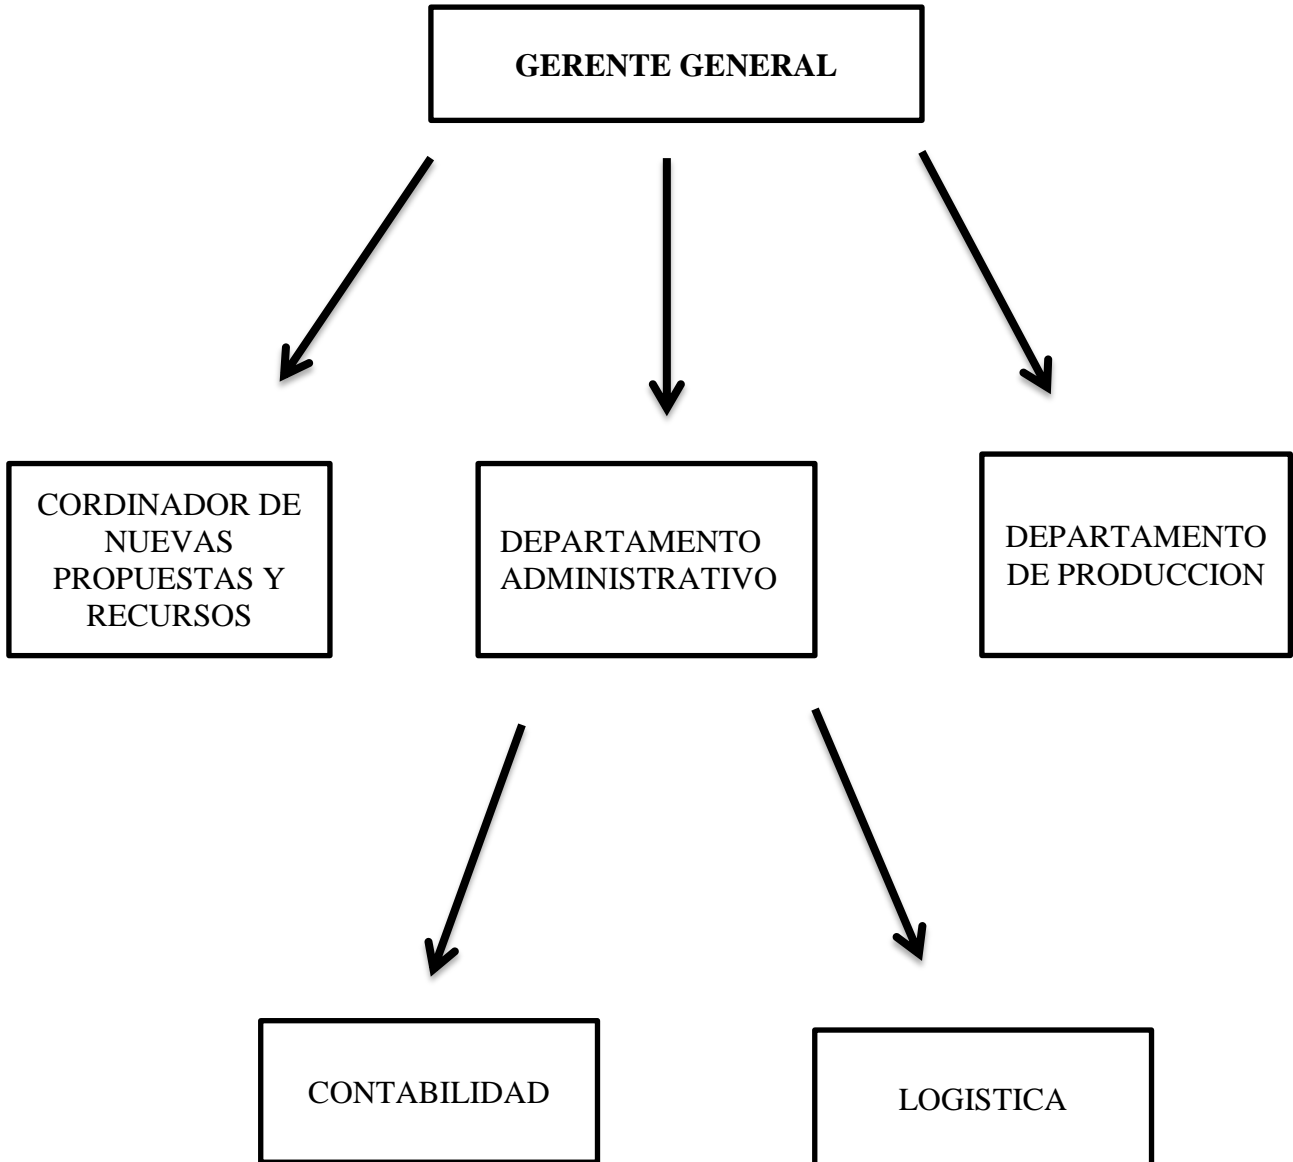 GERENTE GENERAL
CORDINADOR DE
NUEVAS
PROPUESTAS Y
RECURSOS
DEPARTAMENTO
ADMINISTRATIVO
DEPARTAMENTO
DE PRODUCCION
CONTABILIDAD
LOGISTICA